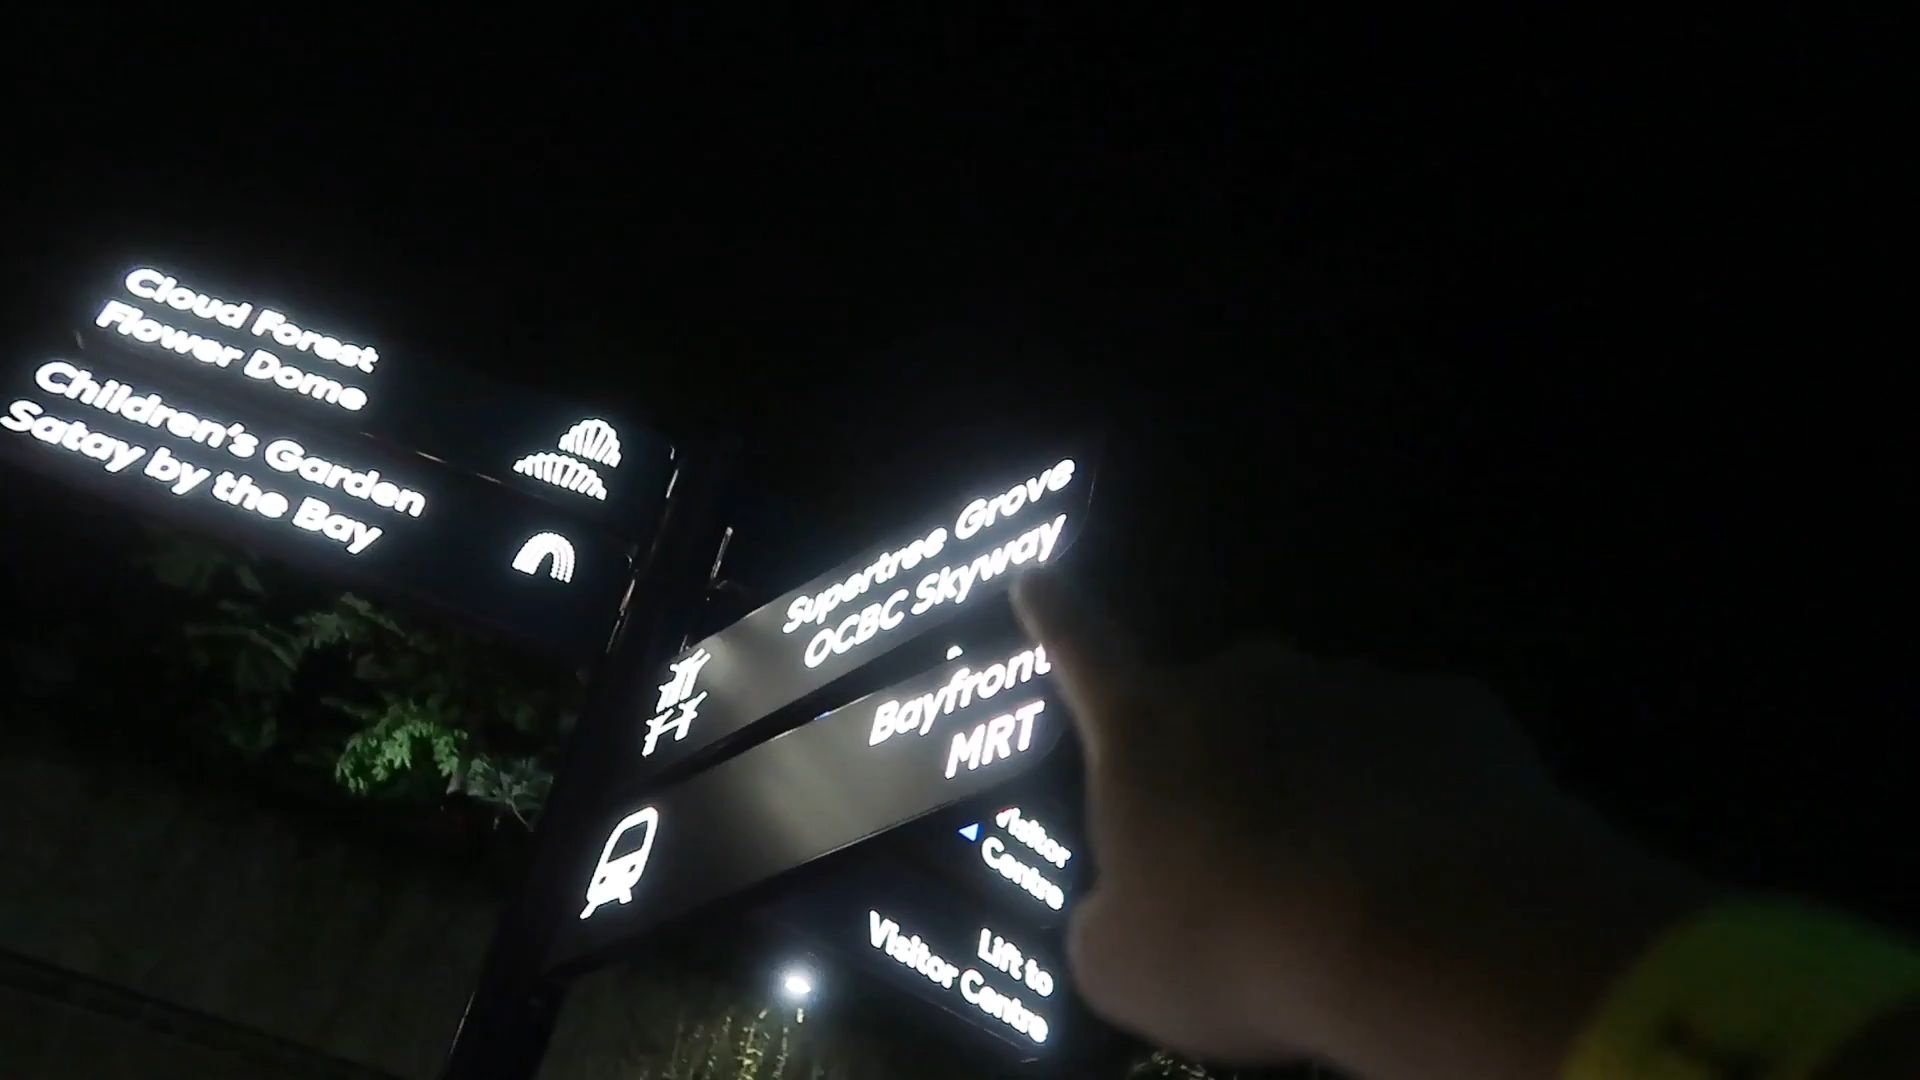 Cloud Forest
Flower Dome
Children's Garden
Satay by the Bay
Supertree Grove
OCBC Skyway
Bayfront
MRT
Visitor
Centre
Lift to
Visitor Centre